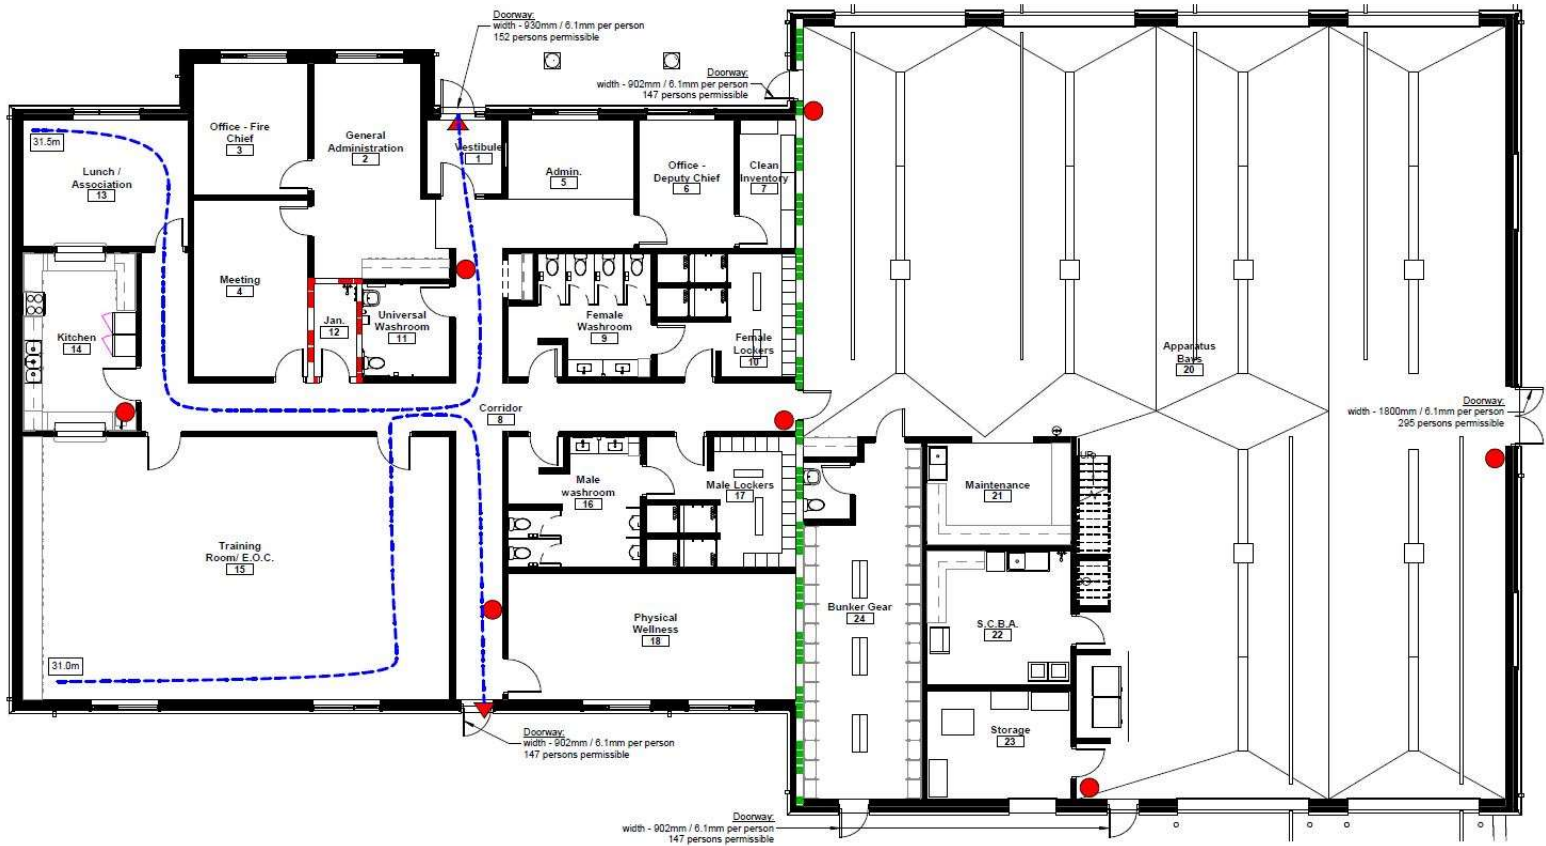 Doorway:
width - 930mm / 6.1mm per person
152 persons permissible
Doorway:
width - 902mm / 6.1mm per person
147 persons permissible
31.5m
Lunch /
Association
13
Office - Fire
Chief
3
General
Administration
2
Vestibule
1
Admin.
5
Office -
Deputy Chief
6
Clean
Inventory
7
Meeting
4
Jan.
12
Universal
Washroom
11
Kitchen
14
Female
Washroom
9
Female
Lockers
10
Apparatus
Bays
20
Corridor
8
Doorway:
width - 1800mm / 6.1mm per person
295 persons permissible
Training
Room/ E.O.C.
15
31.0m
Male
washroom
16
Male Lockers
17
Maintenance
21
UP
Physical
Wellness
18
Bunker Gear
24
S.C.B.A.
22
Storage
23
Doorway:
width - 902mm / 6.1mm per person
147 persons permissible
Doorway:
width - 902mm / 6.1mm per person
147 persons permissible